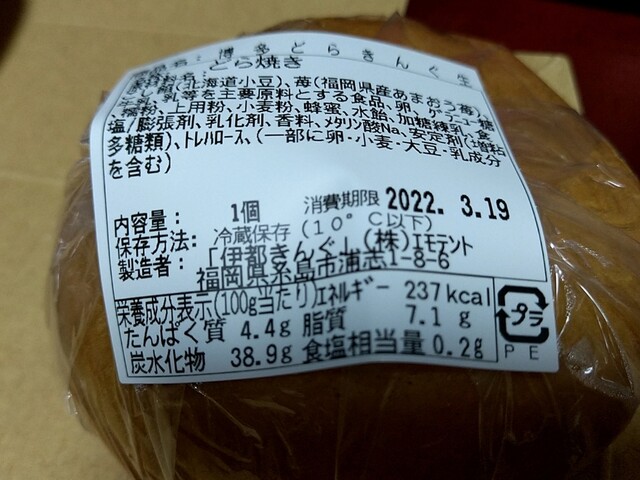 品名:博多どらきんぐ生
どら焼き
(北海道小豆)、苺(福岡県産あまおう苺)、
乳等を主要原料とする食品、卵、ゼラチン、糖
上用粉、小麦粉、蜂蜜、水飴、加糖練乳、食
塩/膨張剤、乳化剤、香料、メタリン酸Na、安定剤(増粘
多糖類)、トレハロース、(一部に卵・小麦・大豆・乳成分
を含む)
内容量: 1個 消費期限 2022. 3.19
保存方法: 冷蔵保存(10°C以下)
製造者: 「伊都きんぐ」(株)エモテント
福岡県糸島市浦志1-8-6
栄養成分表示(100g当たり)エネルギー 237kcal
たんぱく質 4.4g 脂質 7.1g
炭水化物 38.9g 食塩相当量 0.2g
プラ
PE